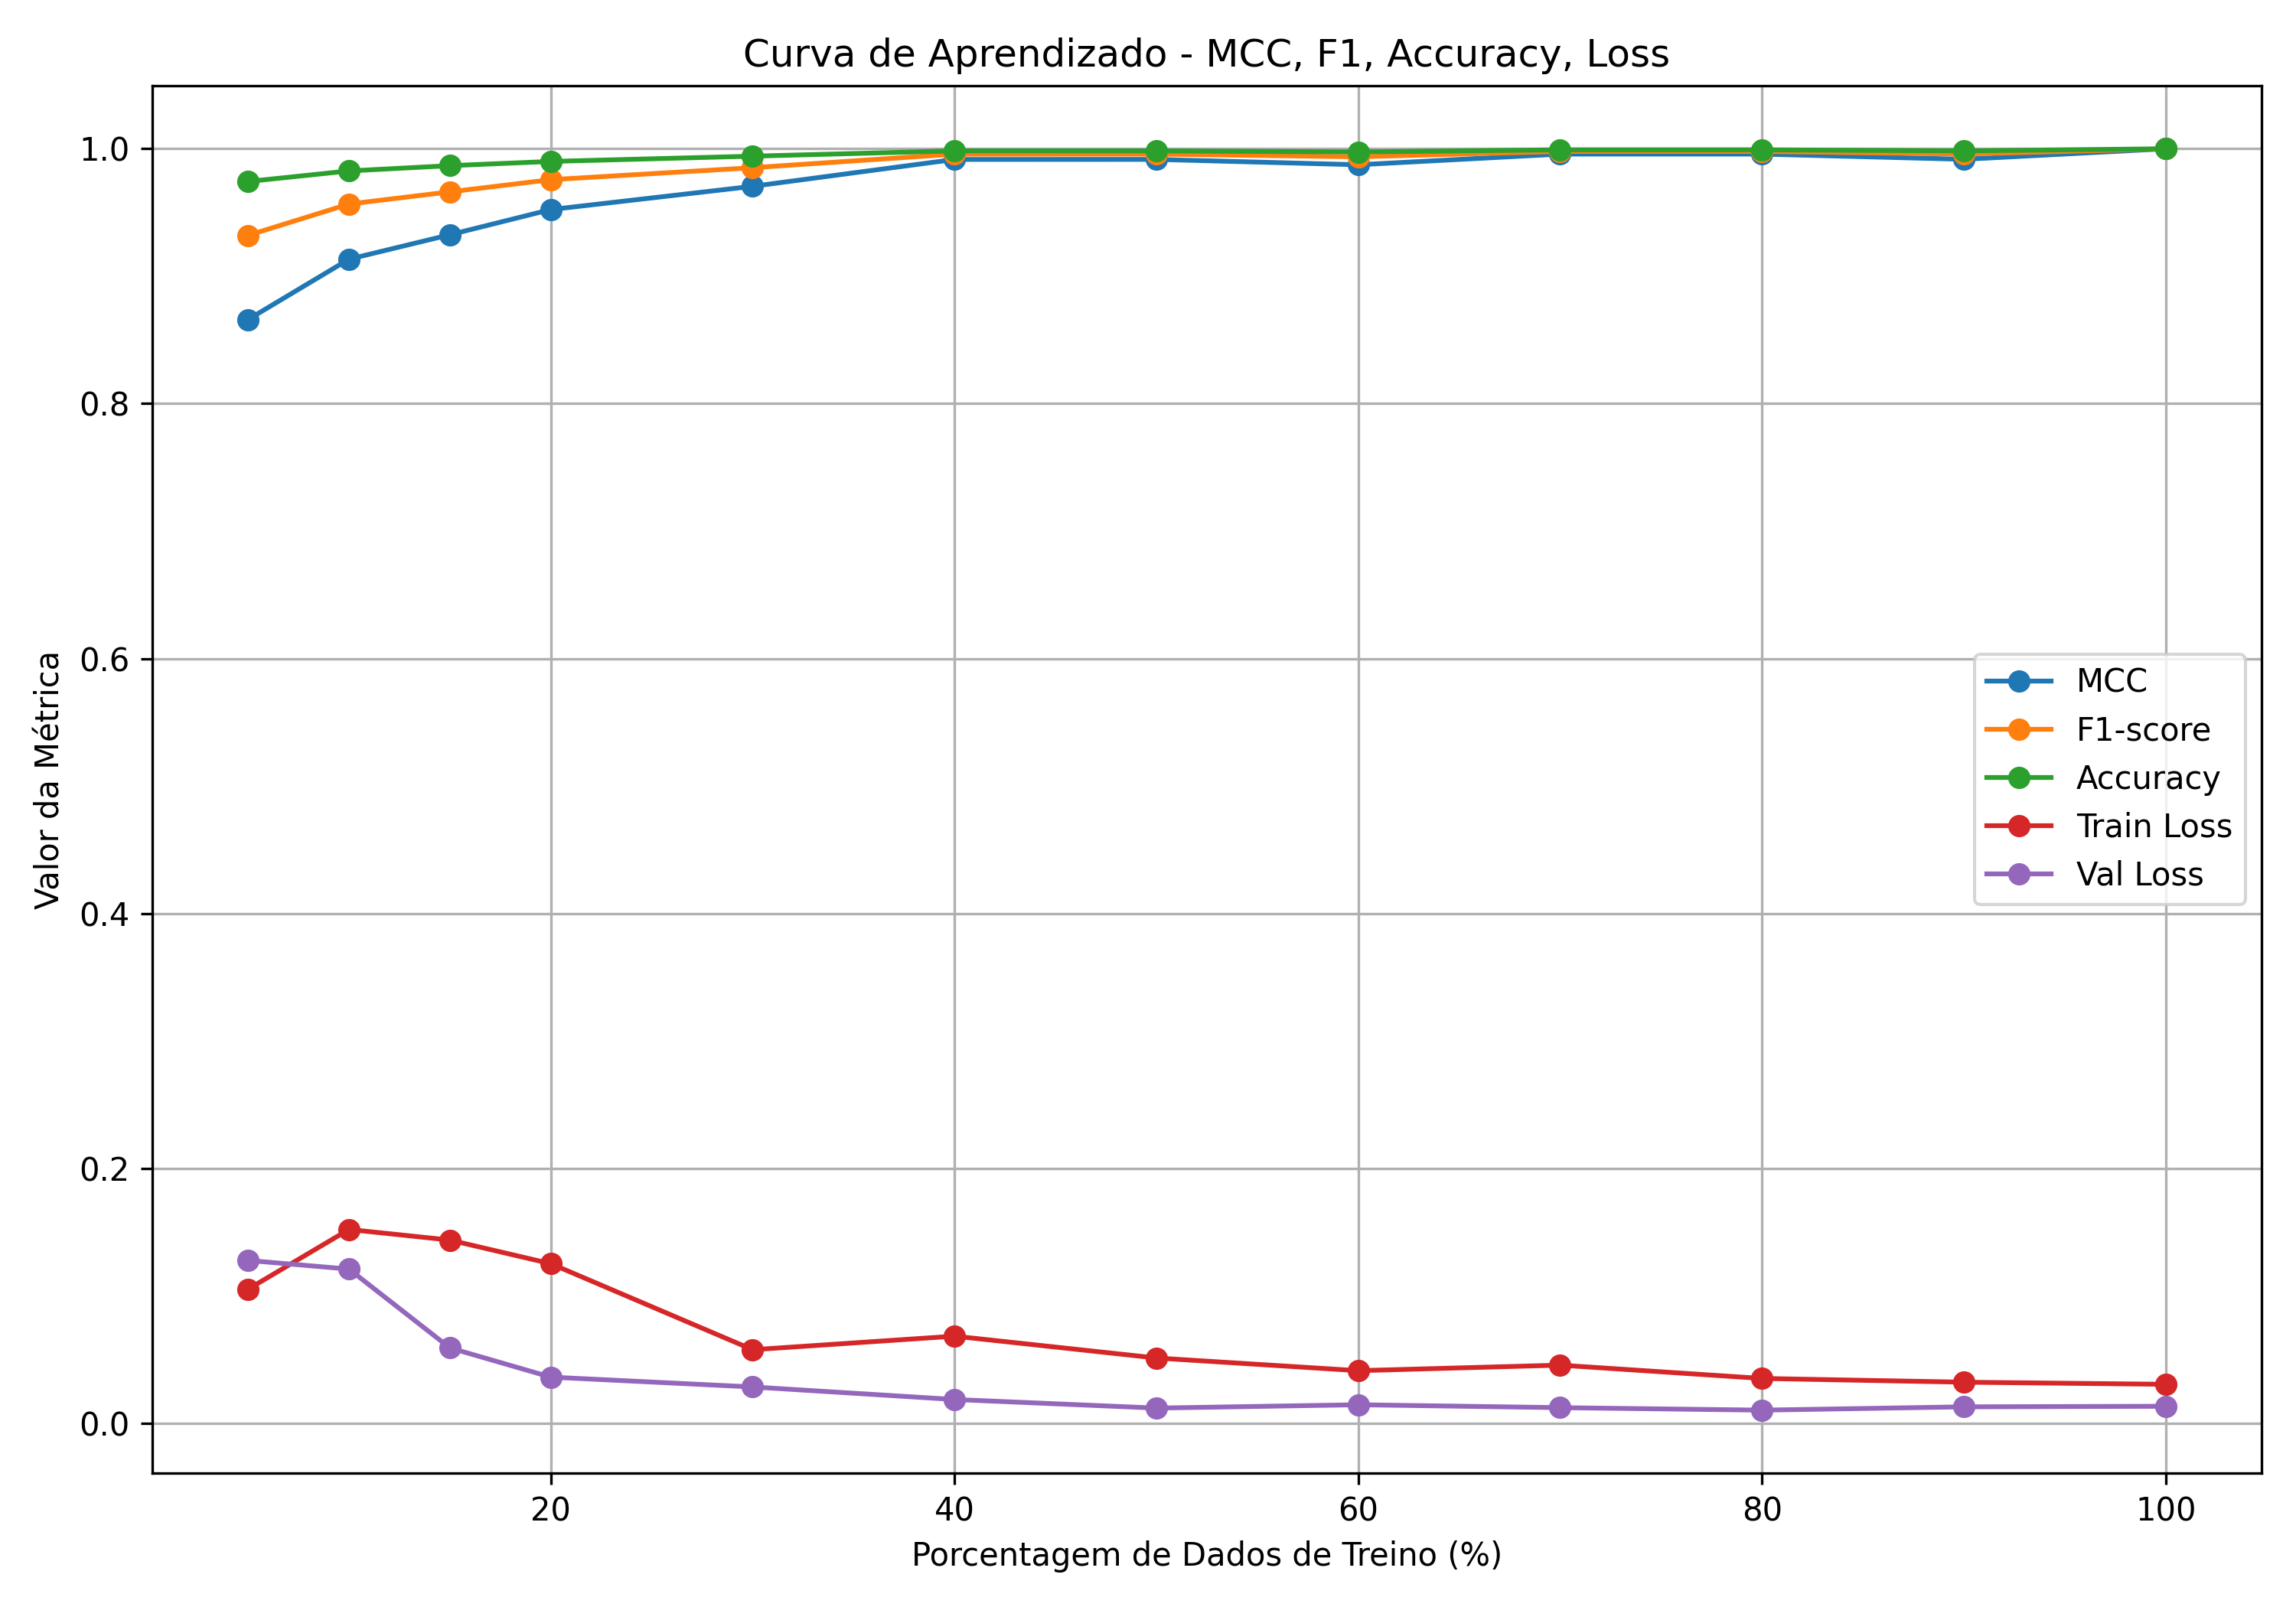 Curva de Aprendizado - MCC, F1, Accuracy, Loss
Valor da Métrica
1.0
0.8
0.6
0.4
0.2
0.0
MCC
F1-score
Accuracy
Train Loss
Val Loss
20
40
60
80
100
Porcentagem de Dados de Treino (%)